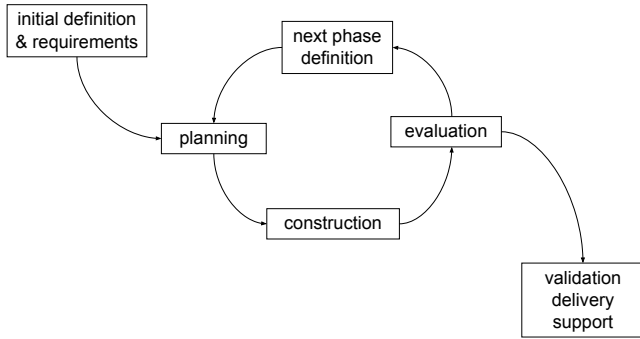 initial definition
& requirements
next phase
definition
planning
evaluation
construction
validation
delivery
support